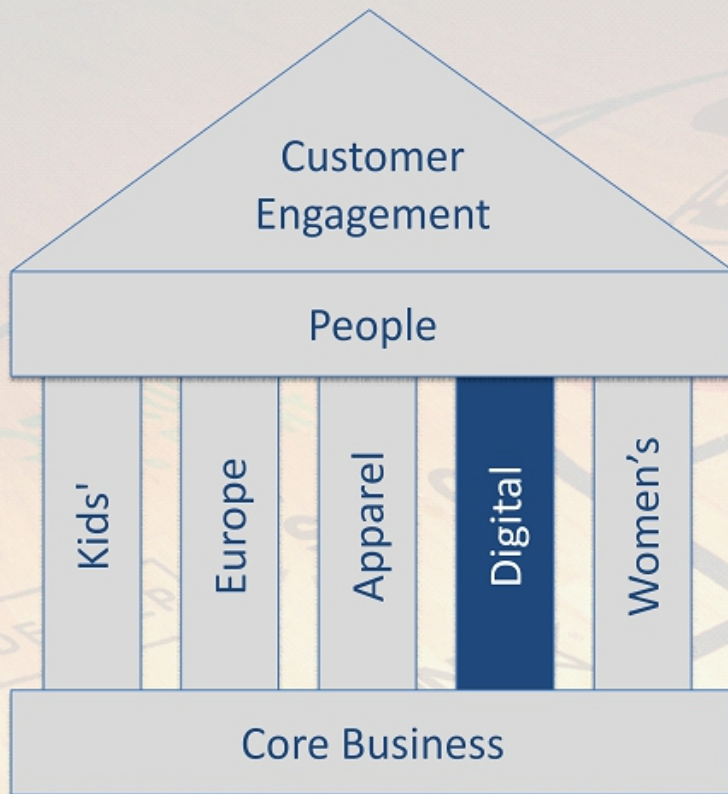 Customer
Engagement
People
Kids'
Europe
Apparel
Digital
Women’s
Core Business